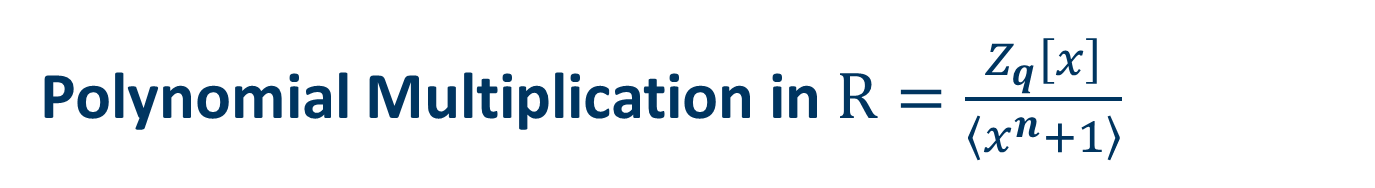 Polynomial Multiplication in R = Z_q[x] / ⟨x^n+1⟩